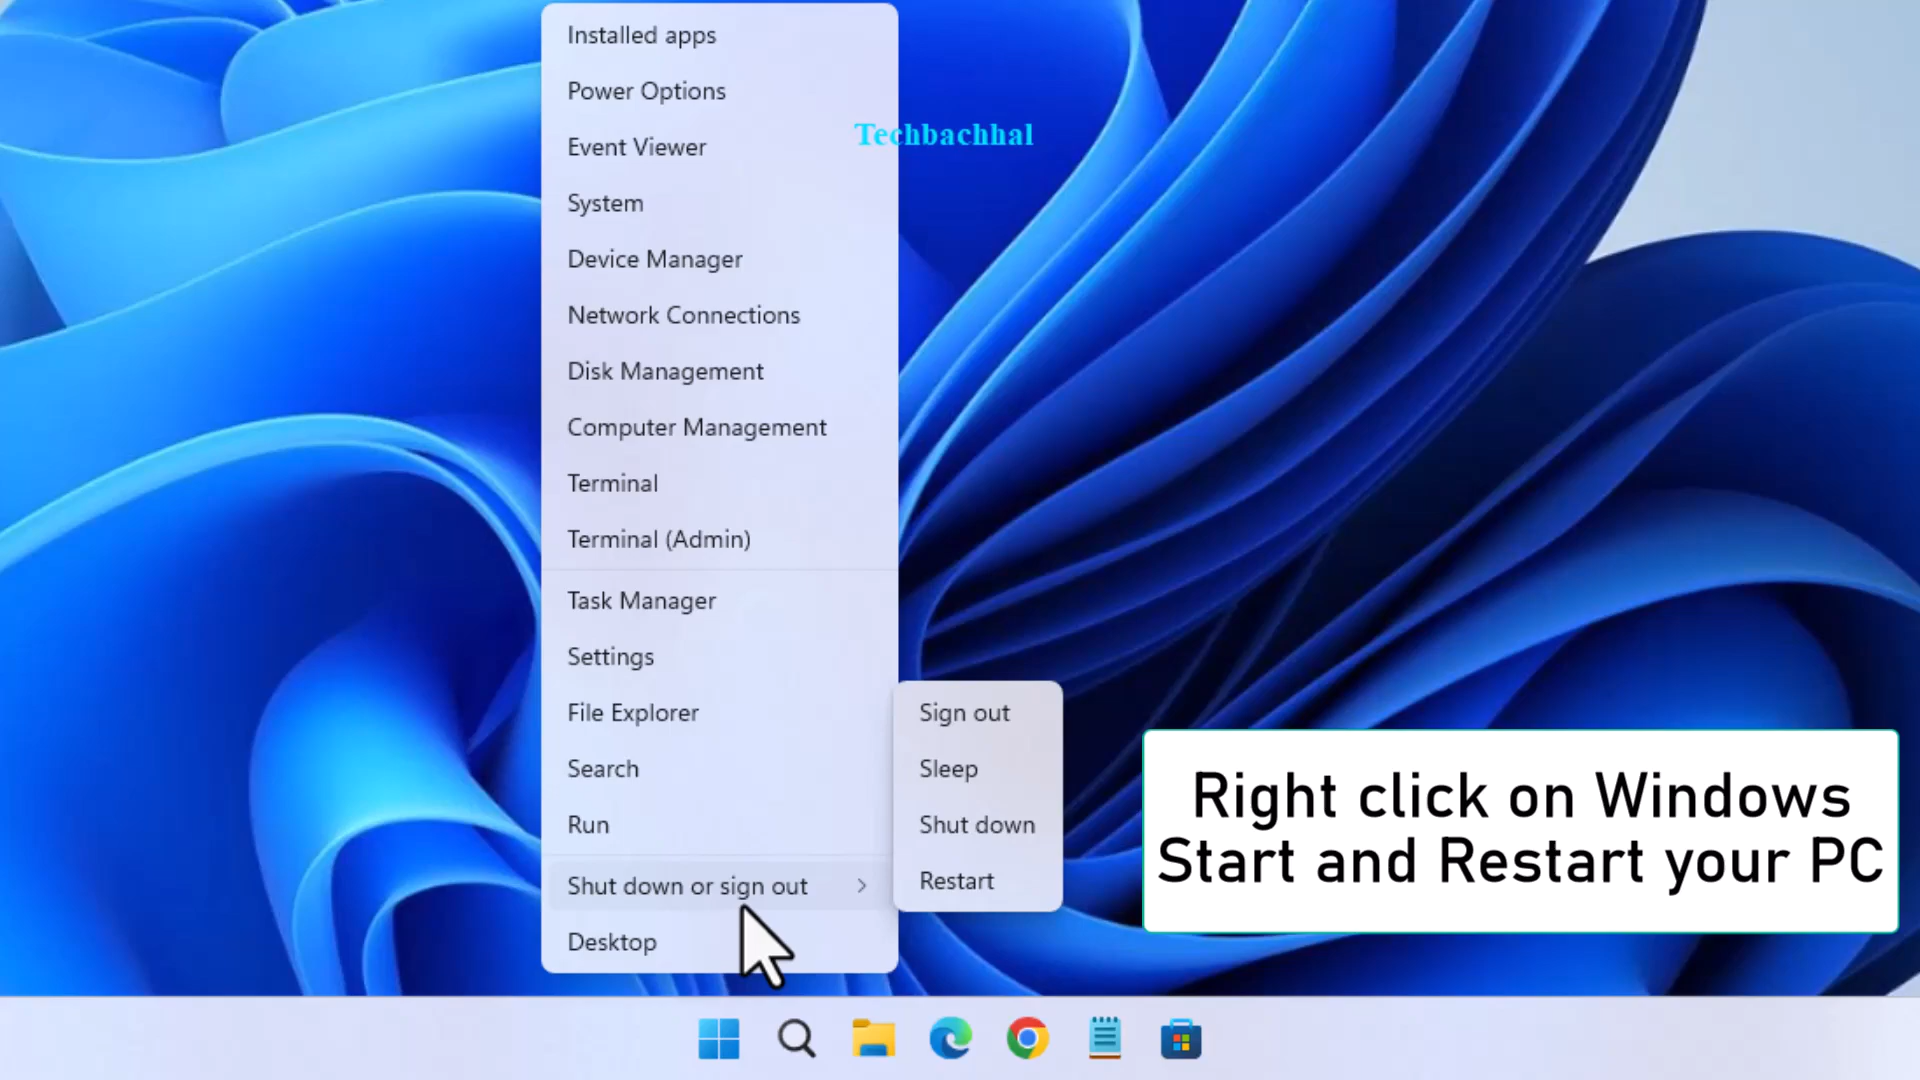 Installed apps
Power Options
Techbachhal
Event Viewer
System
Device Manager
Network Connections
Disk Management
Computer Management
Terminal
Terminal (Admin)
Task Manager
Settings
File Explorer
Search
Run
Shut down or sign out
Desktop
Sign out
Sleep
Shut down
Restart
Right click on Windows
Start and Restart your PC